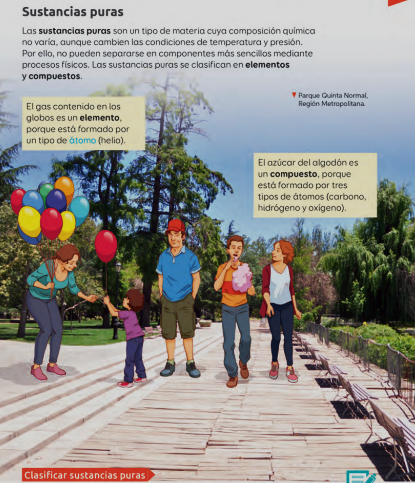 Sustancias puras
Las sustancias puras son un tipo de materia cuya composición química
no varía, aunque cambien las condiciones de temperatura y presión.
Por ello, no pueden separarse en componentes más sencillos mediante
procesos físicos. Las sustancias puras se clasifican en elementos
y compuestos.
Parque Quinta Normal,
Región Metropolitana.
El gas contenido en los
globos es un elemento,
porque está formado por
un tipo de átomo (helio).
El azúcar del algodón es
un compuesto, porque
está formado por tres
tipos de átomos (carbono,
hidrógeno y oxígeno).
Clasificar sustancias puras